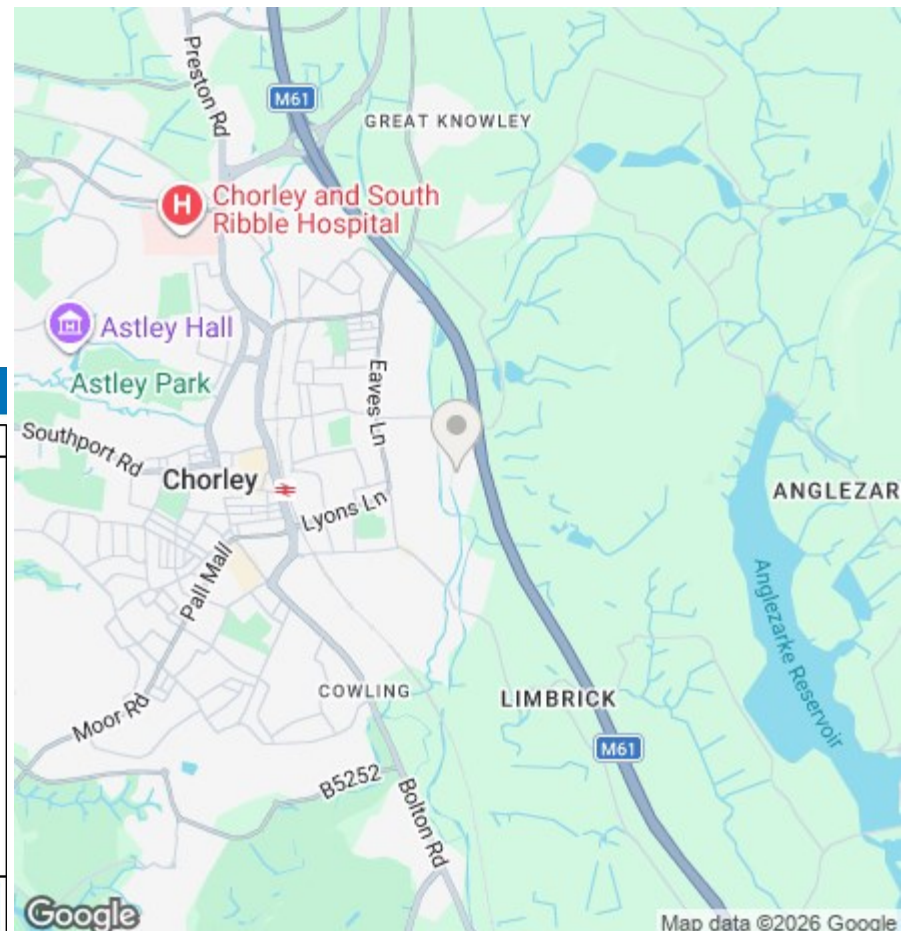 Preston Rd
M61
GREAT KNOWLEY
H
Chorley and South
Ribble Hospital
Astley Hall
Astley Park
Eaves Ln
Southport Rd
Chorley
Lyons Ln
ANGLEZAR
Pall Mall
Anglezarke Reservoir
COWLING
LIMBRICK
Moor Rd
M61
B5252
Bolton Rd
Google
Map data ©2026 Google